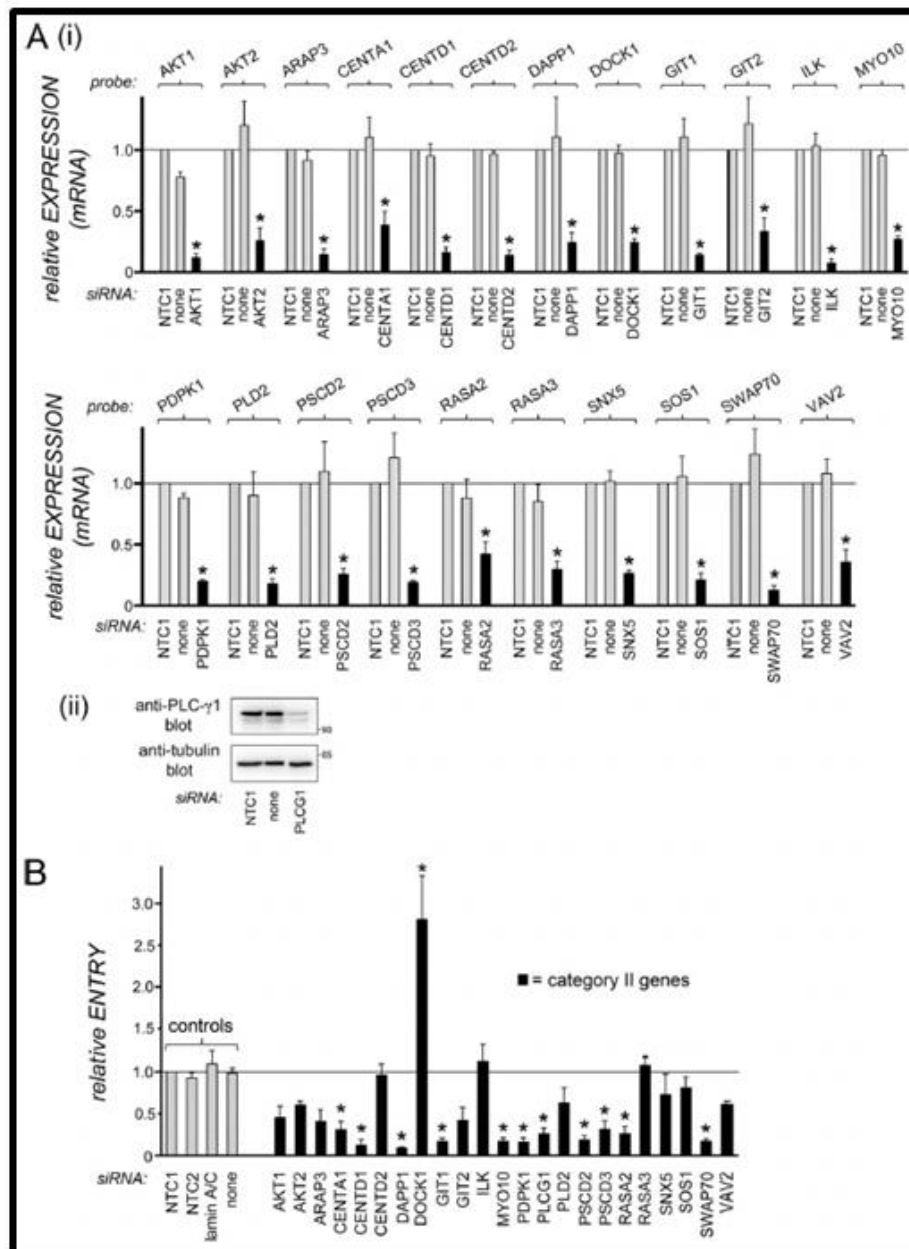 A (i)
probe: AKT1 AKT2 ARAP3 CENTA1 CENTD1 CENTD2 DAPP1 DOCK1 GIT1 GIT2 ILK MYO10
relative EXPRESSION
(mRNA)
1.0
0.5
0
* * * * * * * * * * * *
siRNA: NTC1 none AKT1 NTC1 none AKT2 NTC1 none ARAP3 NTC1 none CENTA1 NTC1 none CENTD1 NTC1 none CENTD2 NTC1 none DAPP1 NTC1 none DOCK1 NTC1 none GIT1 NTC1 none GIT2 NTC1 none ILK NTC1 none MYO10
probe: PDPK1 PLD2 PSCD2 PSCD3 RASA2 RASA3 SNX5 SOS1 SWAP70 VAV2
relative EXPRESSION
(mRNA)
1.0
0.5
0
* * * * * * * * * *
siRNA: NTC1 none PDPK1 NTC1 none PLD2 NTC1 none PSCD2 NTC1 none PSCD3 NTC1 none RASA2 NTC1 none RASA3 NTC1 none SNX5 NTC1 none SOS1 NTC1 none SWAP70 NTC1 none VAV2
(ii)
anti-PLC-γ1
blot
anti-tubulin
blot
siRNA: NTC1 none PLCG1
B
relative ENTRY
3.0
2.5
2.0
1.5
1.0
0.5
0
controls
■ = category II genes
* * * * * * * * * * * *
siRNA: NTC1 NTC2 lamin A/C none AKT1 AKT2 ARAP3 CENTA1 CENTD1 CENTD2 DAPP1 DOCK1 GIT1 GIT2 ILK MYO10 PDPK1 PLCG1 PLD2 PSCD2 PSCD3 RASA2 RASA3 SNX5 SOS1 SWAP70 VAV2